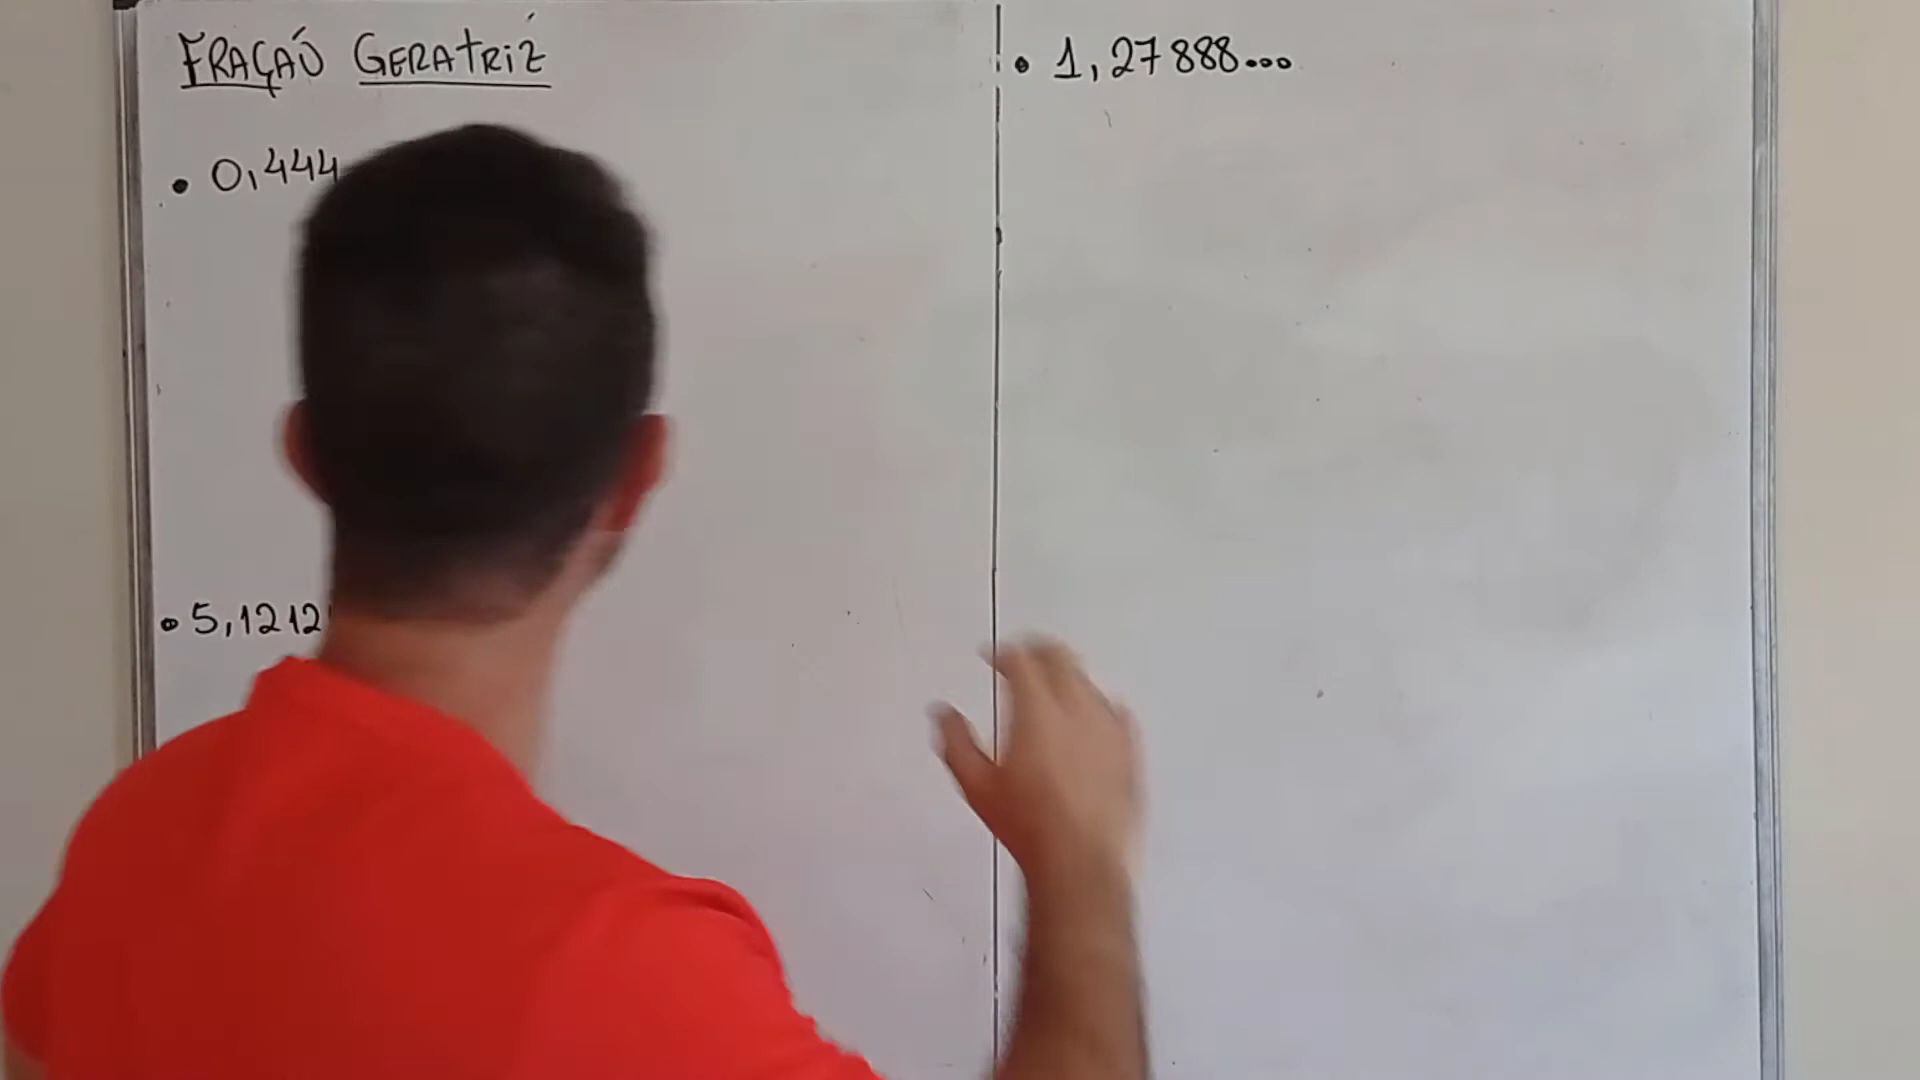 FRAÇÃO GERATRIZ
• 0,444
• 5,1212
• 1,27888...